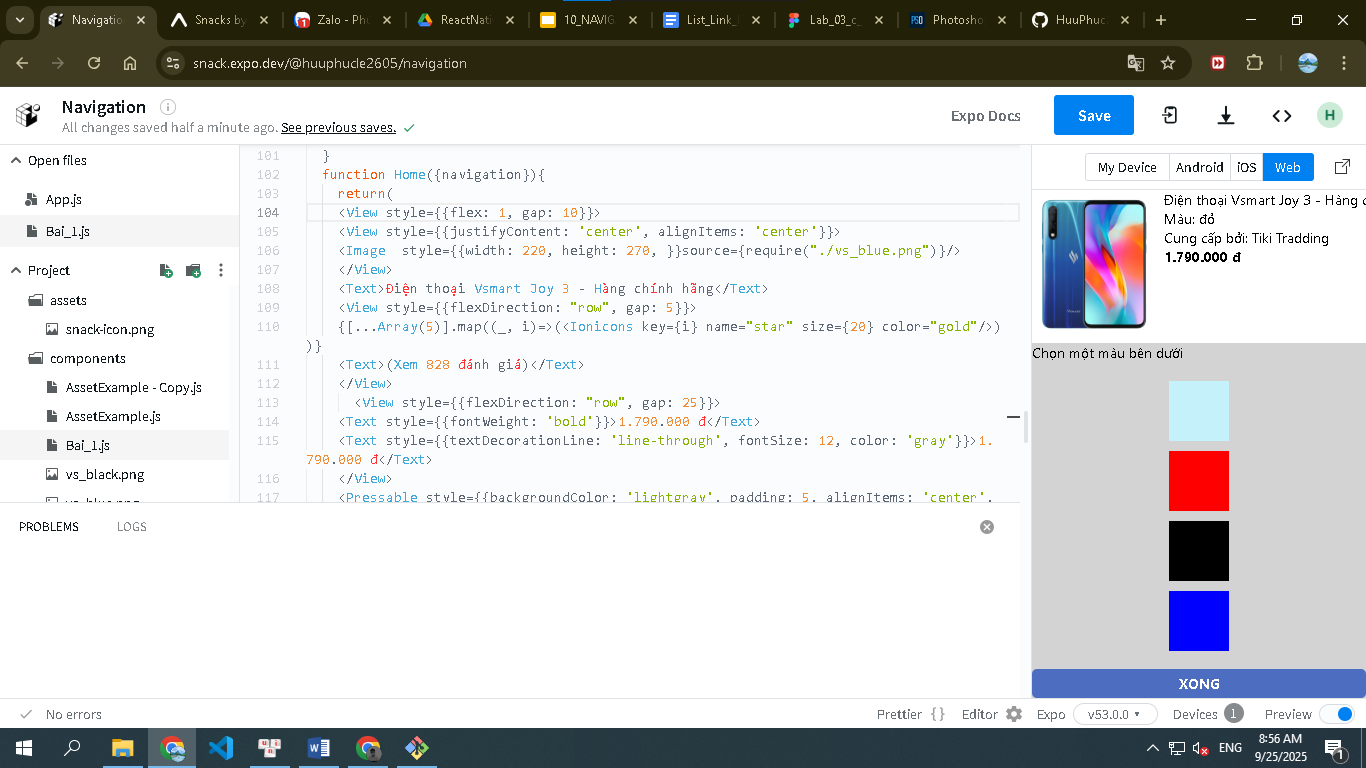 Navigatio
Snacks by
Zalo - Ph
ReactNati
10_NAVIG
List_Link_
Lab_03_c_
Photosho
HuuPhuc
snack.expo.dev/@huuphucle2605/navigation
Navigation
All changes saved half a minute ago. See previous saves.
Expo Docs
Save
H
Open files
App.js
Bai_1.js
Project
assets
snack-icon.png
components
AssetExample - Copy.js
AssetExample.js
Bai_1.js
vs_black.png
101 }
102 function Home({navigation}){
103 return(
104 <View style={{flex: 1, gap: 10}}>
105 <View style={{justifyContent: 'center', alignItems: 'center'}}>
106 <Image  style={{width: 220, height: 270, }}source={require("./vs_blue.png")}/>
107 </View>
108 <Text>Điện thoại Vsmart Joy 3 - Hàng chính hãng</Text>
109 <View style={{flexDirection: "row", gap: 5}}>
110 {[...Array(5)].map((_, i)=>(<Ionicons key={i} name="star" size={20} color="gold"/>)
)}
111 <Text>(Xem 828 đánh giá)</Text>
112 </View>
113 <View style={{flexDirection: "row", gap: 25}}>
114 <Text style={{fontWeight: 'bold'}}>1.790.000 đ</Text>
115 <Text style={{textDecorationLine: 'line-through', fontSize: 12, color: 'gray'}}>1.
790.000 đ</Text>
116 </View>
117 <Pressable style={{backgroundColor: 'lightgray', padding: 5, alignItems: 'center',
My Device
Android
iOS
Web
Điện thoại Vsmart Joy 3 - Hàng c
Màu: đỏ
Cung cấp bởi: Tiki Tradding
1.790.000 đ
Chọn một màu bên dưới
XONG
PROBLEMS
LOGS
No errors
Prettier {}
Editor
Expo
v53.0.0
Devices 1
Preview
ENG
8:56 AM
9/25/2025
1